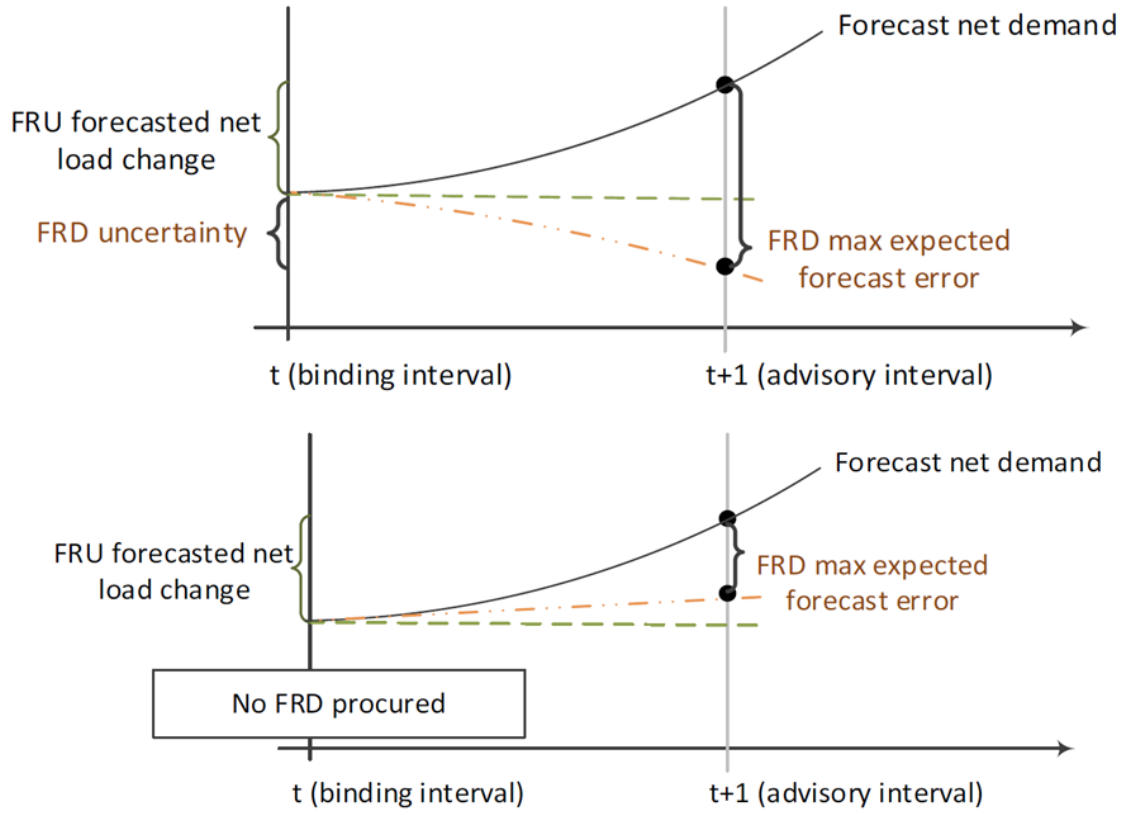 Forecast net demand
FRU forecasted net
load change
FRD uncertainty
FRD max expected
forecast error
t (binding interval)
t+1 (advisory interval)
Forecast net demand
FRU forecasted net
load change
FRD max expected
forecast error
No FRD procured
t (binding interval)
t+1 (advisory interval)